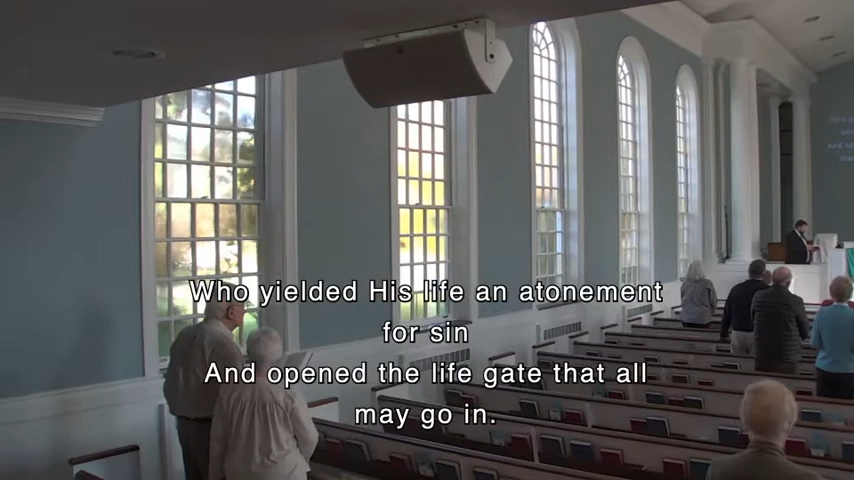 Who yielded His life an atonement
for sin
And opened the life gate that all
may go in.